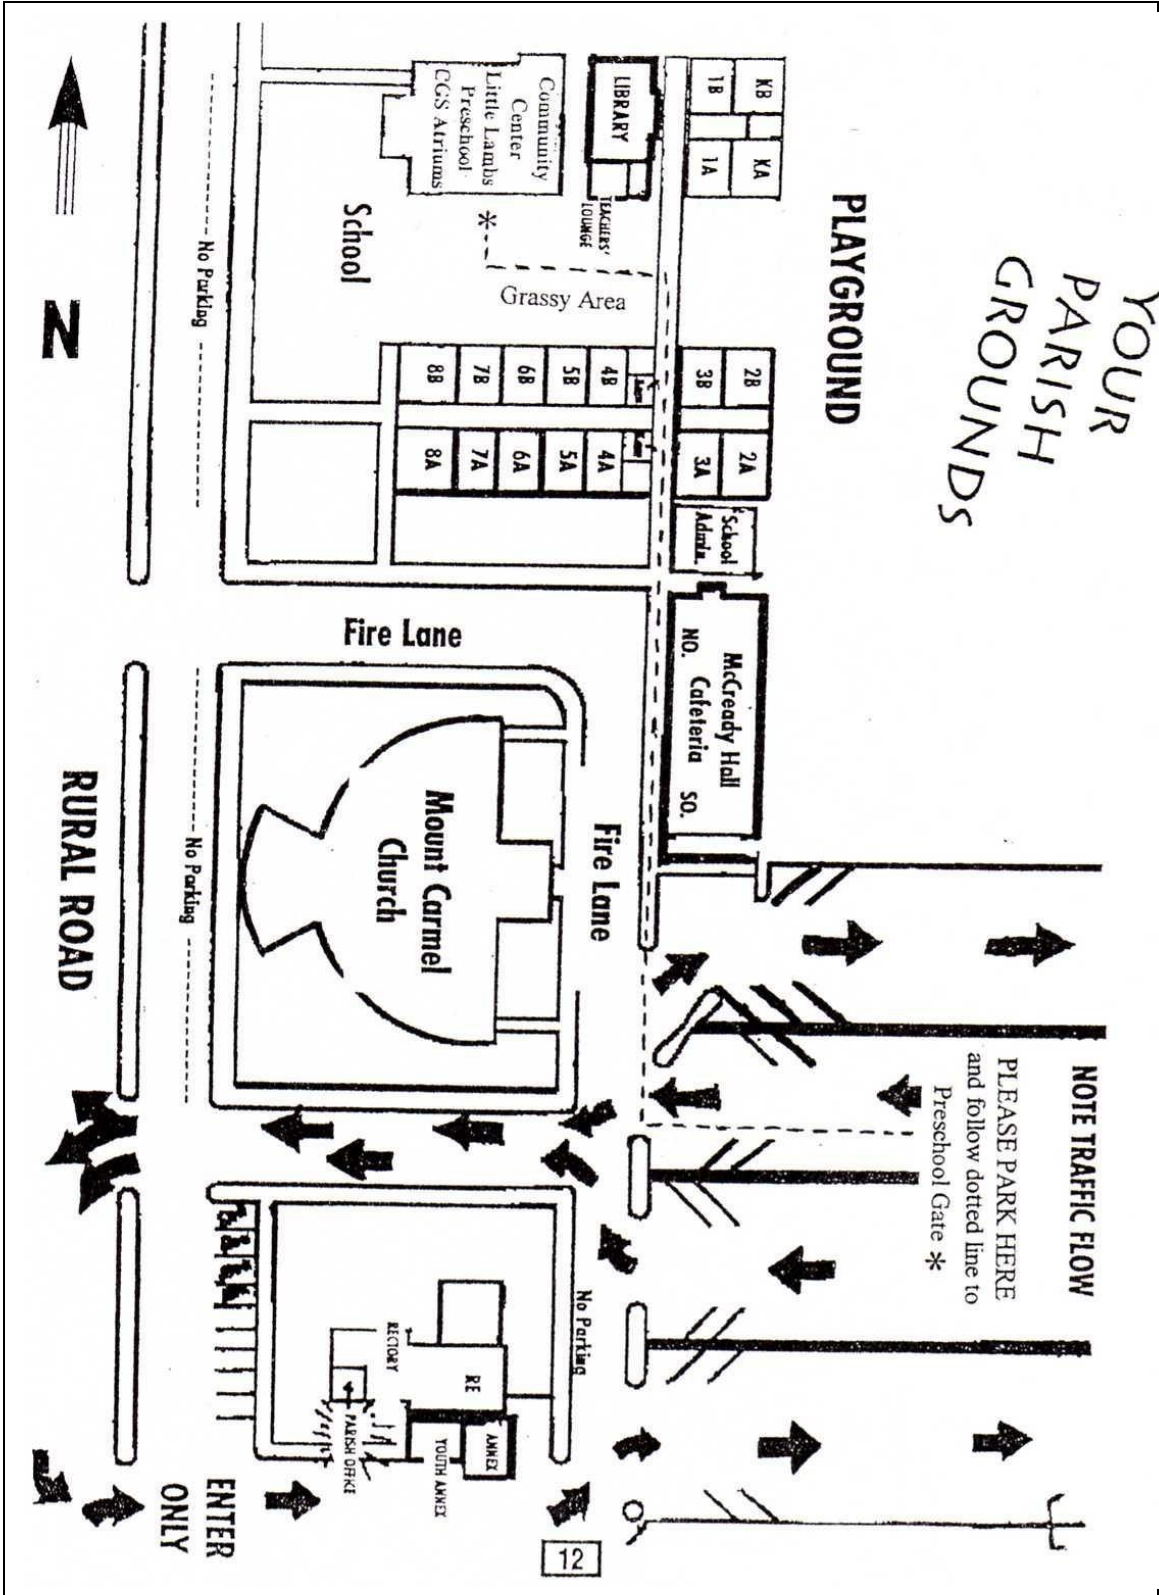 YOUR
PARISH
GROUNDS
PLAYGROUND
KB
KA
1B
1A
LIBRARY
TEACHERS'
LOUNGE
Community
Center
Little Lambs
Preschool
CGS Atriums
*
School
Grassy Area
No Parking
N
2B
2A
3B
3A
4B
4A
5B
5A
6B
6A
7B
7A
8B
8A
School
Admin.
McCready Hall
NO. Cafeteria SO.
Fire Lane
Fire Lane
Mount Carmel
Church
No Parking
RURAL ROAD
NOTE TRAFFIC FLOW
PLEASE PARK HERE
and follow dotted line to
Preschool Gate *
No Parking
RECTORY
RE
ANNEX
YOUTH ANNEX
PARISH OFFICE
ENTER
ONLY
12